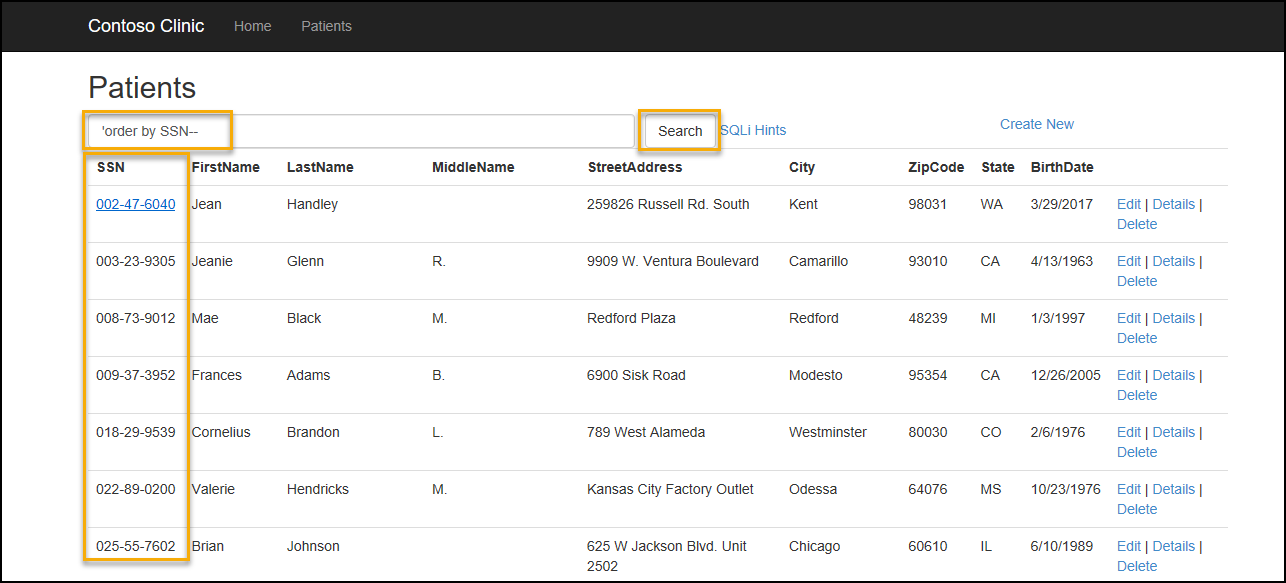 Contoso Clinic Home Patients
Patients
'order by SSN-- Search SQLi Hints Create New
SSN FirstName LastName MiddleName StreetAddress City ZipCode State BirthDate
002-47-6040 Jean Handley 259826 Russell Rd. South Kent 98031 WA 3/29/2017 Edit | Details |
Delete
003-23-9305 Jeanie Glenn R. 9909 W. Ventura Boulevard Camarillo 93010 CA 4/13/1963 Edit | Details |
Delete
008-73-9012 Mae Black M. Redford Plaza Redford 48239 MI 1/3/1997 Edit | Details |
Delete
009-37-3952 Frances Adams B. 6900 Sisk Road Modesto 95354 CA 12/26/2005 Edit | Details |
Delete
018-29-9539 Cornelius Brandon L. 789 West Alameda Westminster 80030 CO 2/6/1976 Edit | Details |
Delete
022-89-0200 Valerie Hendricks M. Kansas City Factory Outlet Odessa 64076 MS 10/23/1976 Edit | Details |
Delete
025-55-7602 Brian Johnson 625 W Jackson Blvd. Unit Chicago 60610 IL 6/10/1989 Edit | Details |
2502 Delete